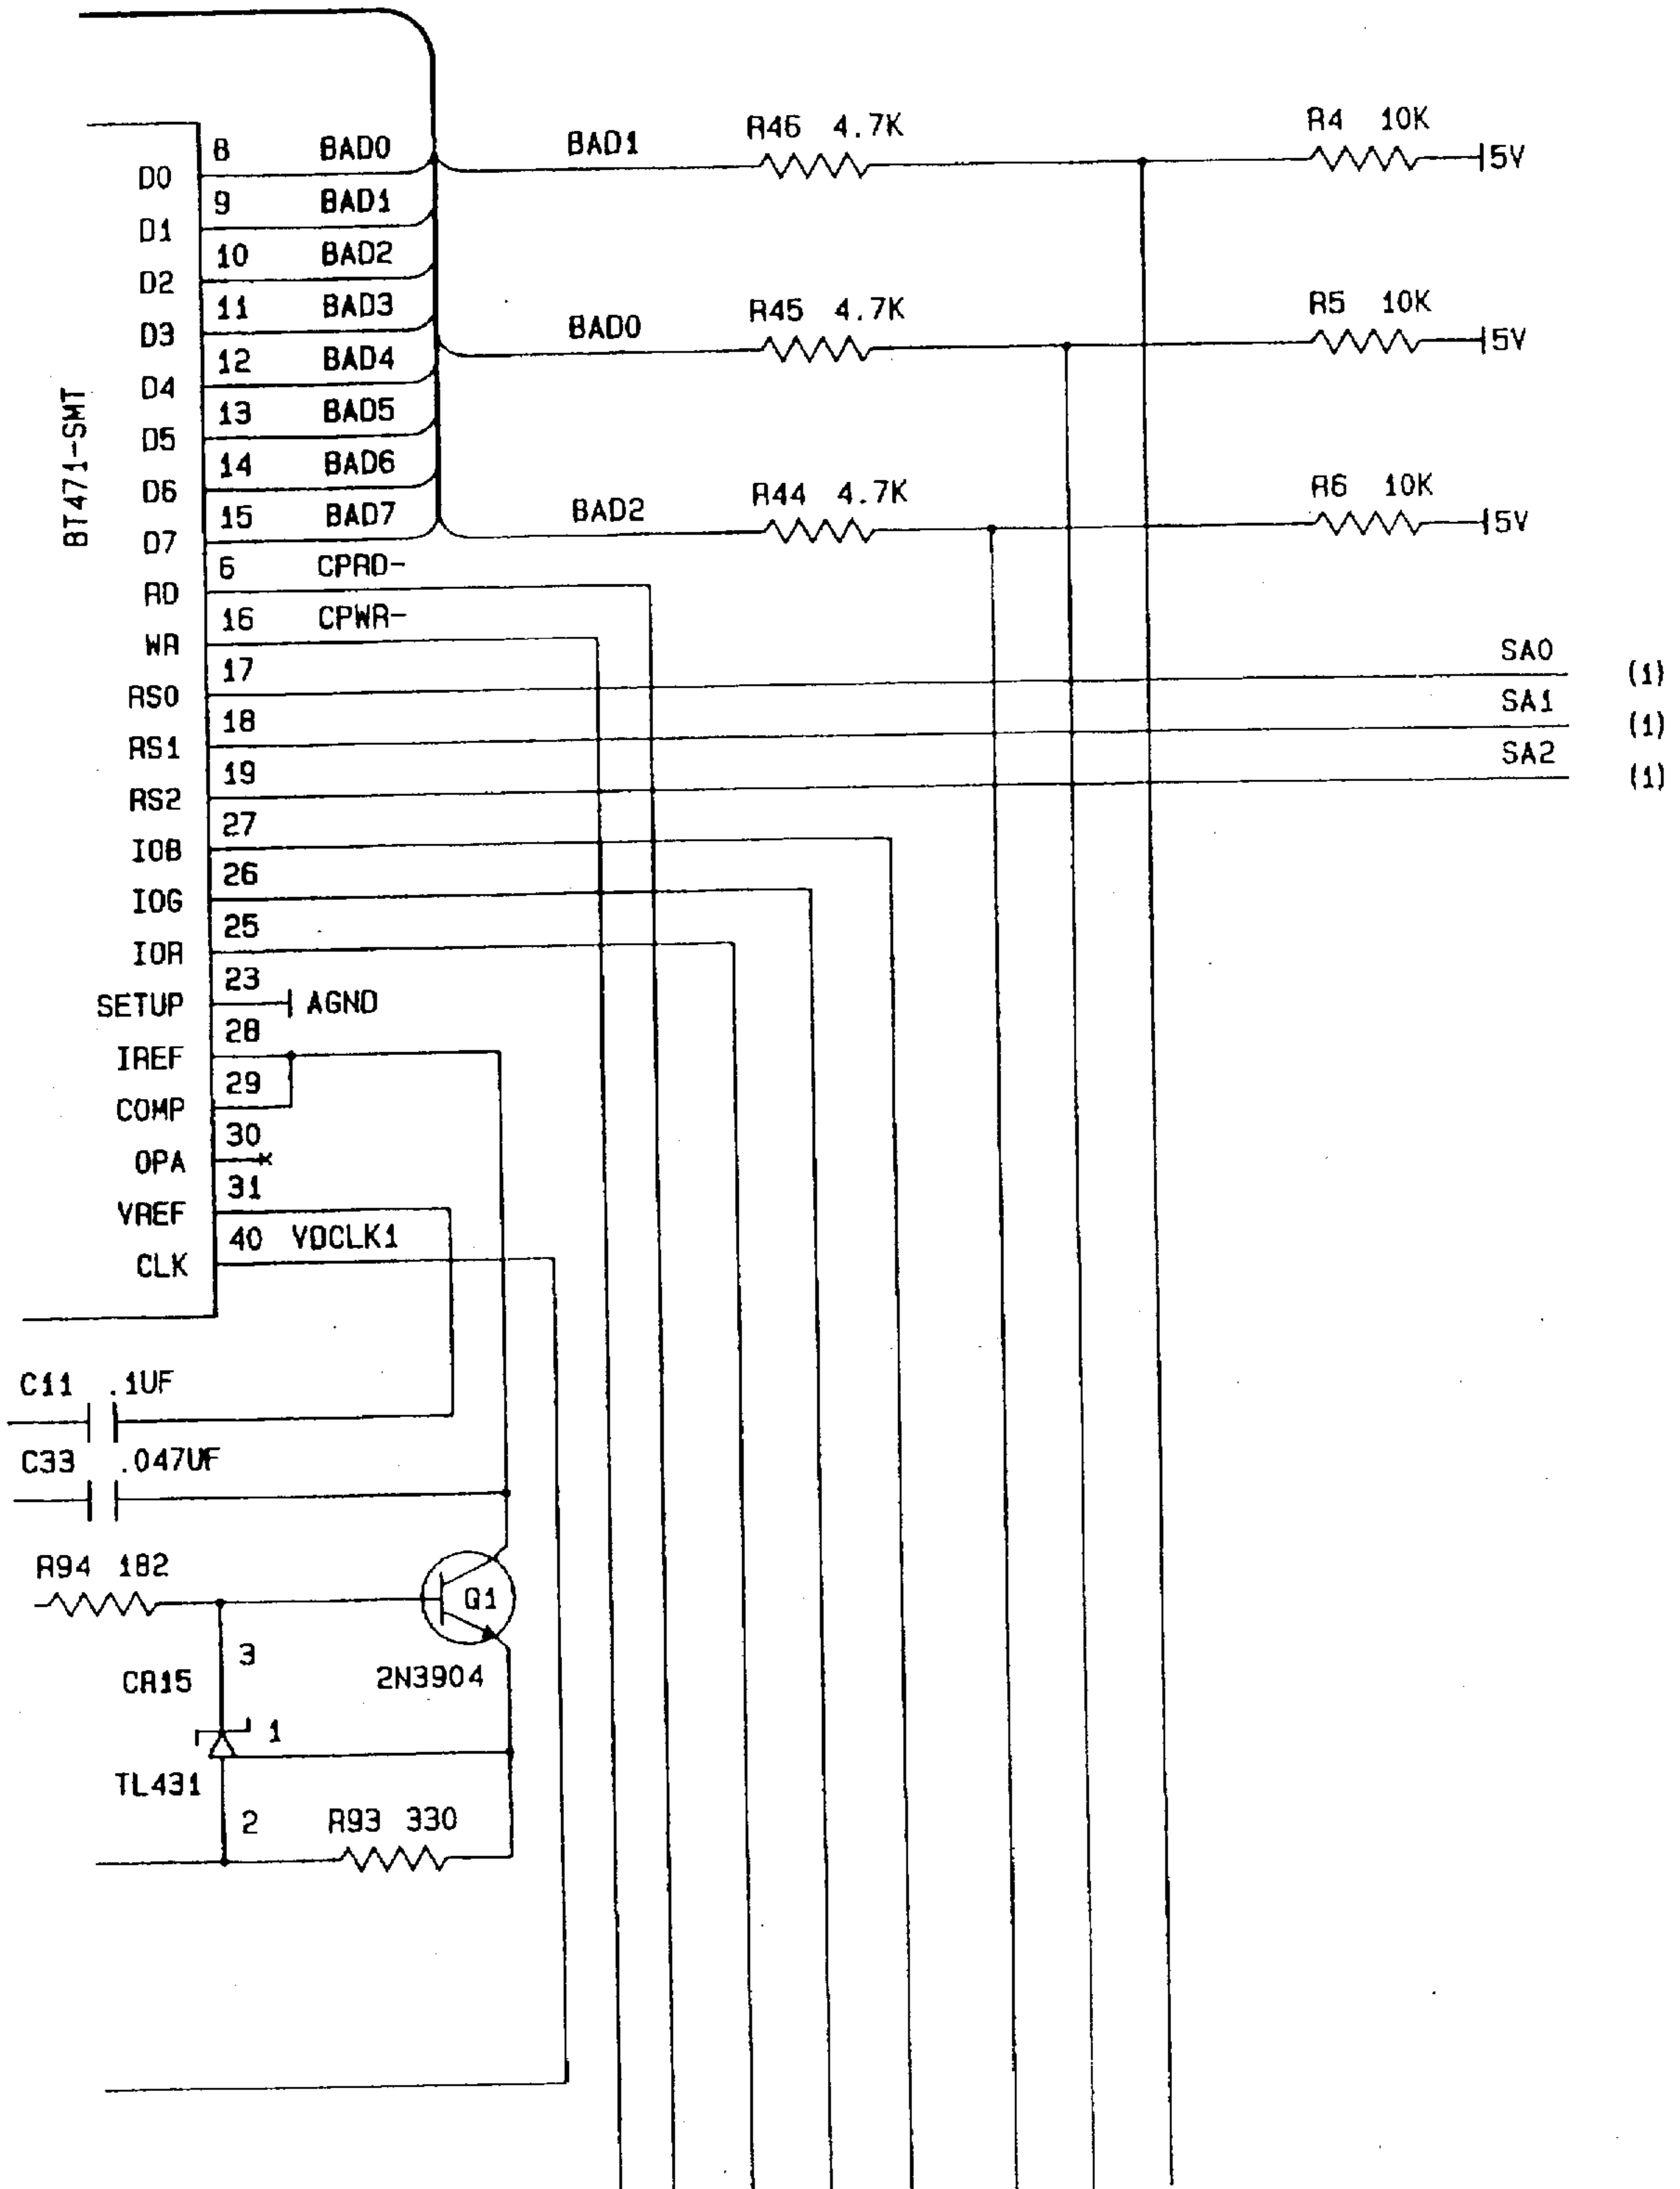 R46 4.7K
R4 10K
8 BAD0
BAD1
5V
D0
9 BAD1
D1
10 BAD2
D2
R5 10K
11 BAD3
R45 4.7K
BAD0
5V
D3
12 BAD4
D4
13 BAD5
BT471-SMT
D5
14 BAD6
D6
R44 4.7K
R6 10K
15 BAD7
BAD2
5V
D7
6 CPRD-
RD
16 CPWR-
WR
SA0
17
(1)
RS0
SA1
18
(1)
RS1
SA2
19
(1)
RS2
27
IOB
26
IOG
25
IOR
23
SETUP
AGND
28
IREF
29
COMP
30
OPA
31
VREF
40 VDCLK1
CLK
C11 .1UF
C33 .047UF
R94 182
Q1
3
CR15
2N3904
1
TL431
2
R93 330